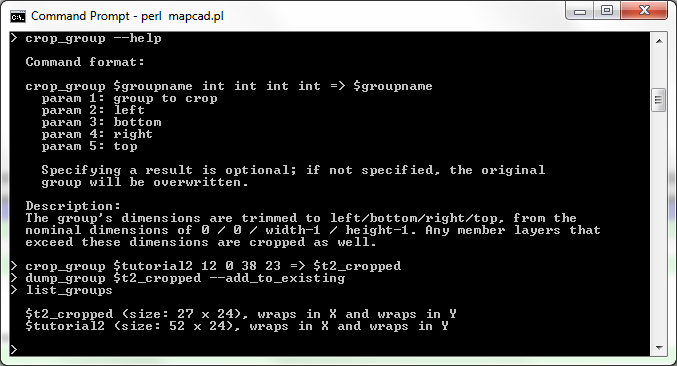 Command Prompt - perl  mapcad.pl
> crop_group --help
Command format:
crop_group $groupname int int int int => $groupname
param 1: group to crop
param 2: left
param 3: bottom
param 4: right
param 5: top
Specifying a result is optional; if not specified, the original
group will be overwritten.
Description:
The group's dimensions are trimmed to left/bottom/right/top, from the
nominal dimensions of 0 / 0 / width-1 / height-1. Any member layers that
exceed these dimensions are cropped as well.
> crop_group $tutorial2 12 0 38 23 => $t2_cropped
> dump_group $t2_cropped --add_to_existing
> list_groups
$t2_cropped (size: 27 x 24), wraps in X and wraps in Y
$tutorial2 (size: 52 x 24), wraps in X and wraps in Y
>